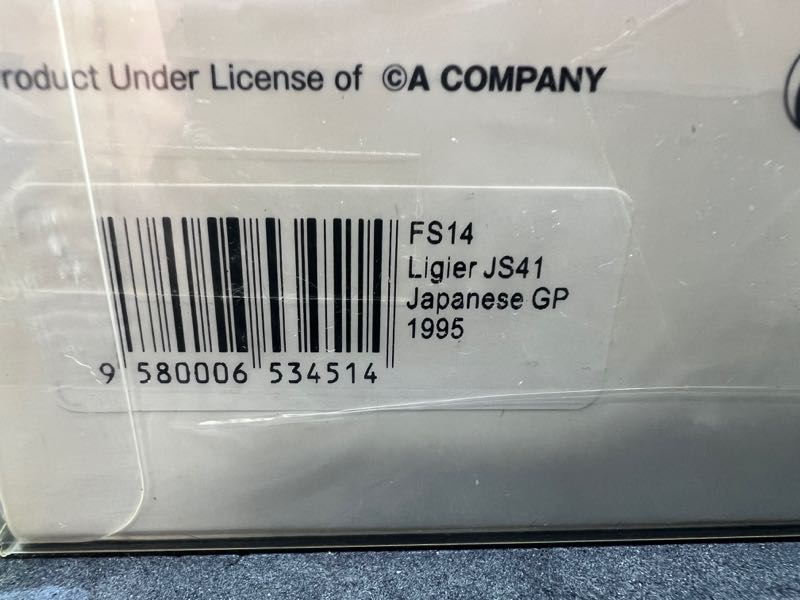 roduct Under License of ©A COMPANY
FS14
Ligier JS41
Japanese GP
1995
9 580006 534514